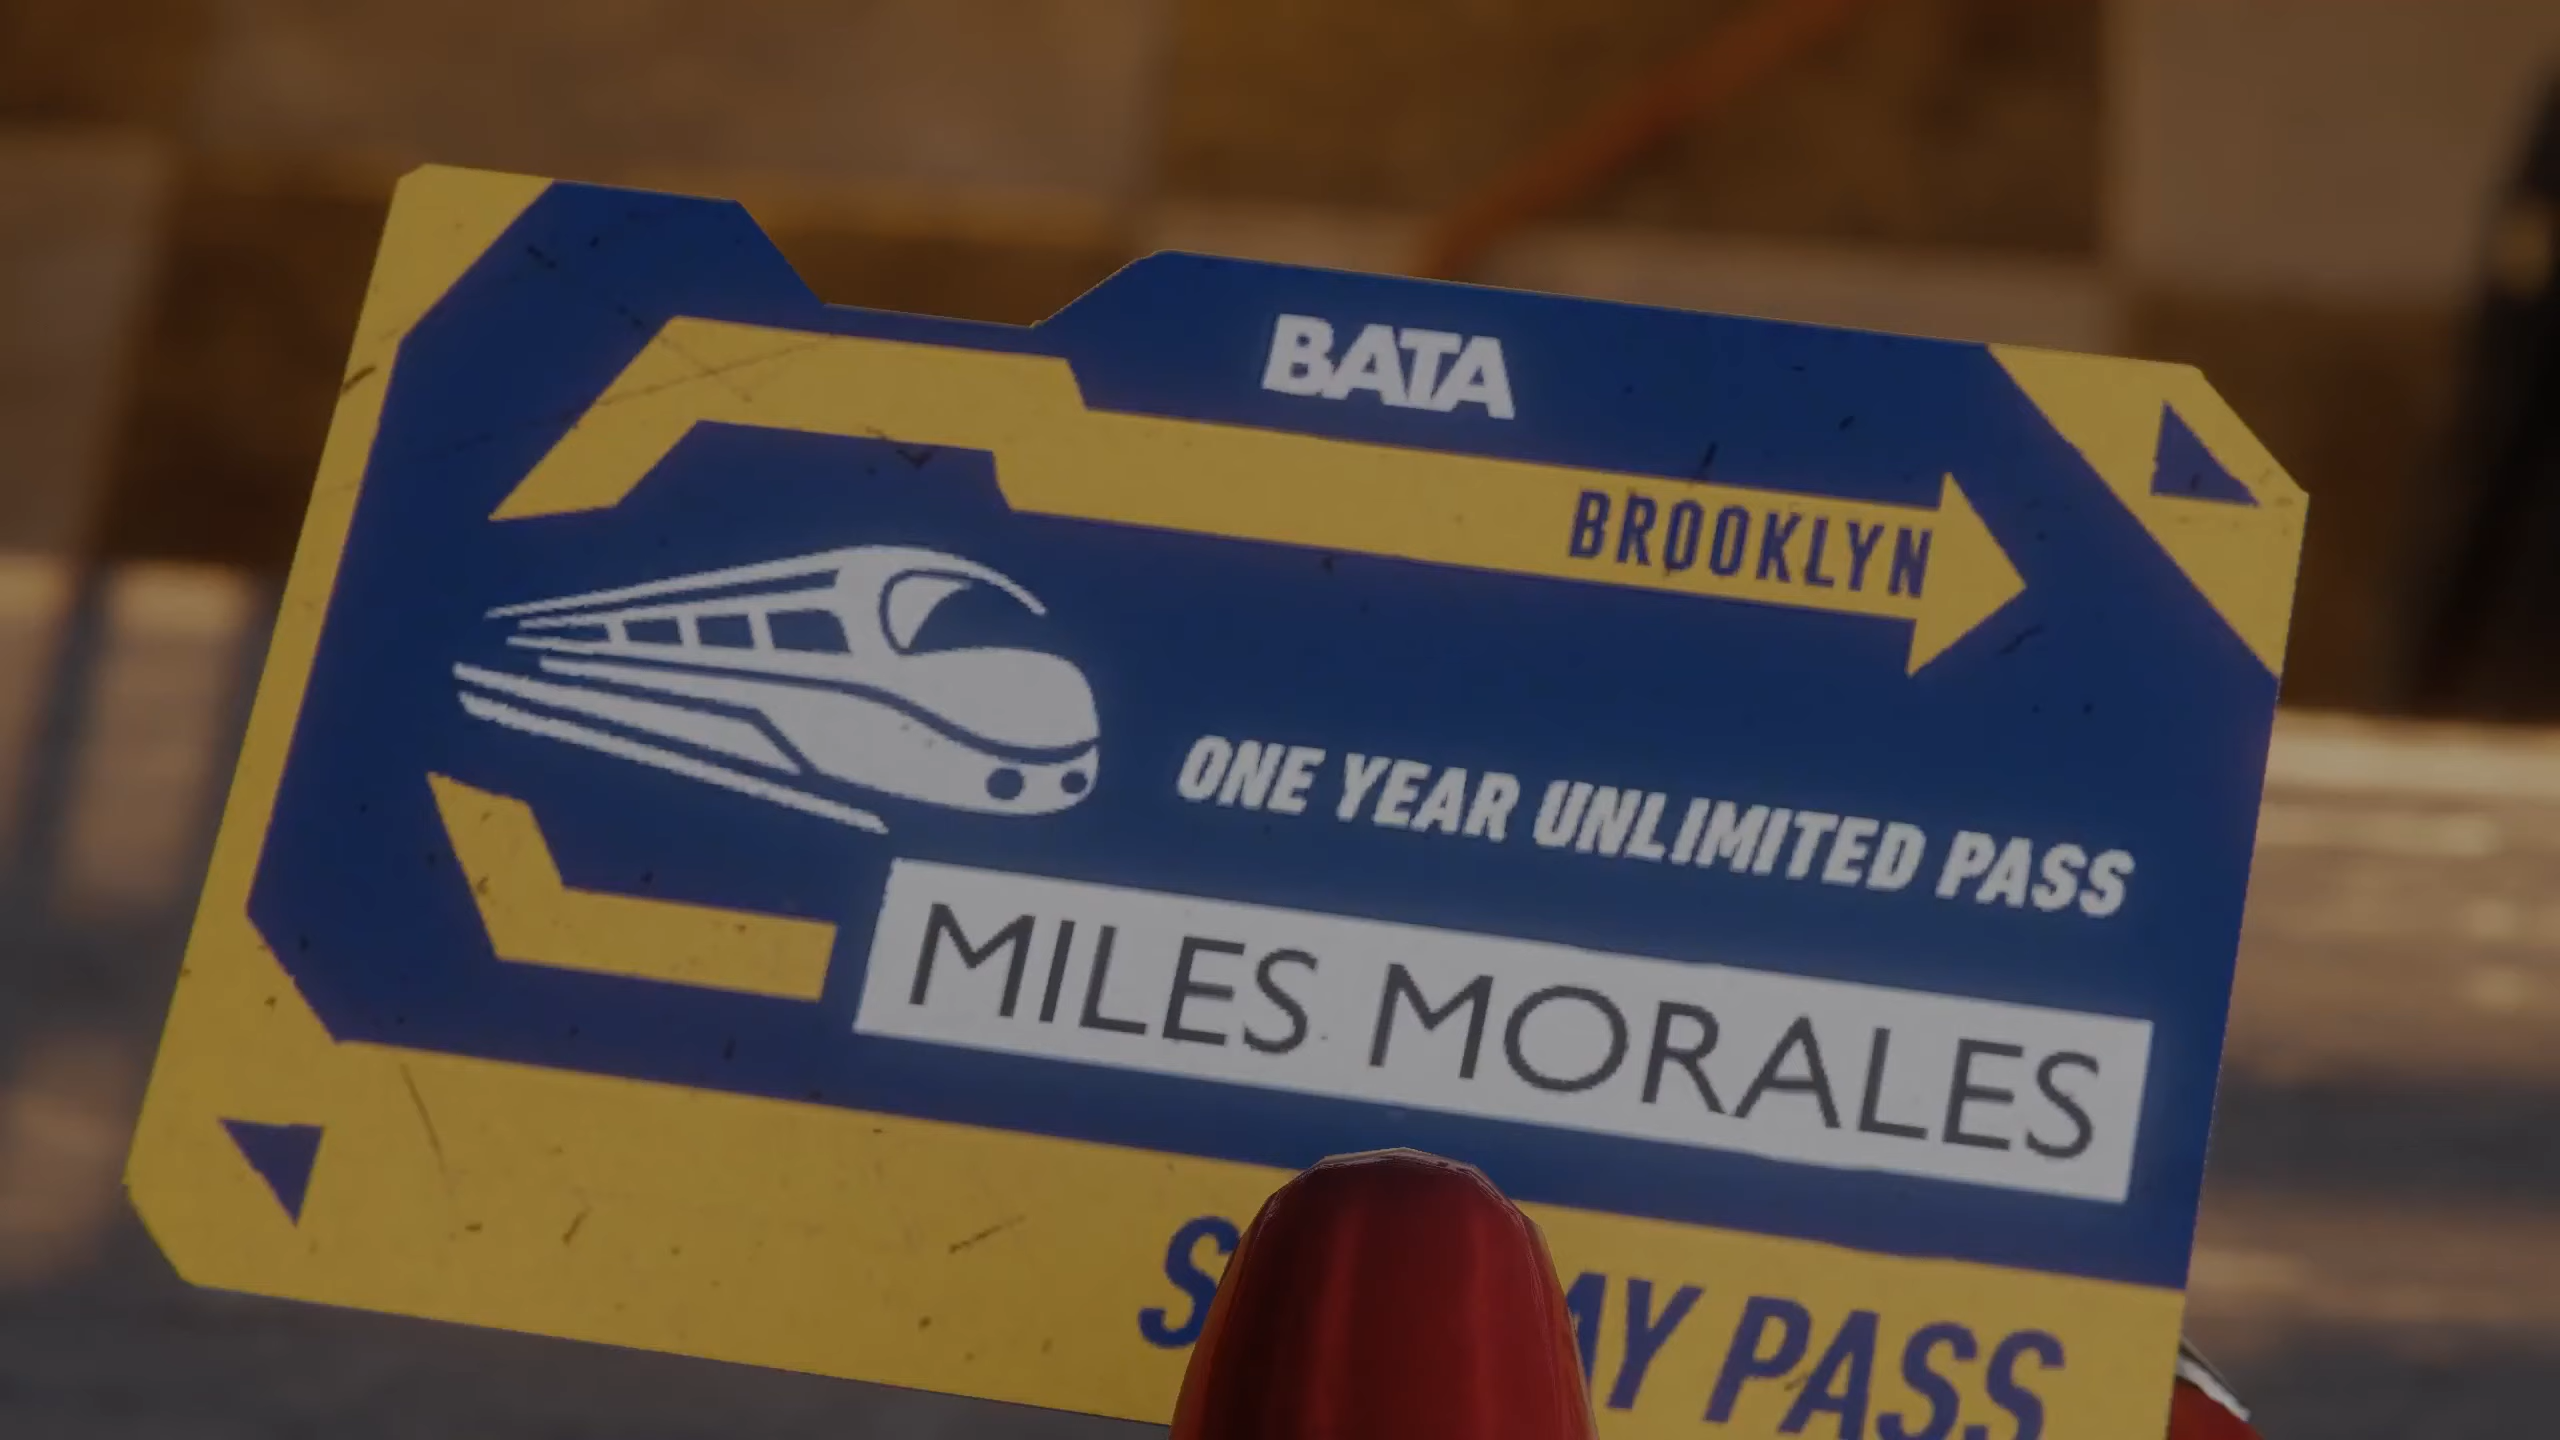 BATA
BROOKLYN
ONE YEAR UNLIMITED PASS
MILES MORALES
PASS